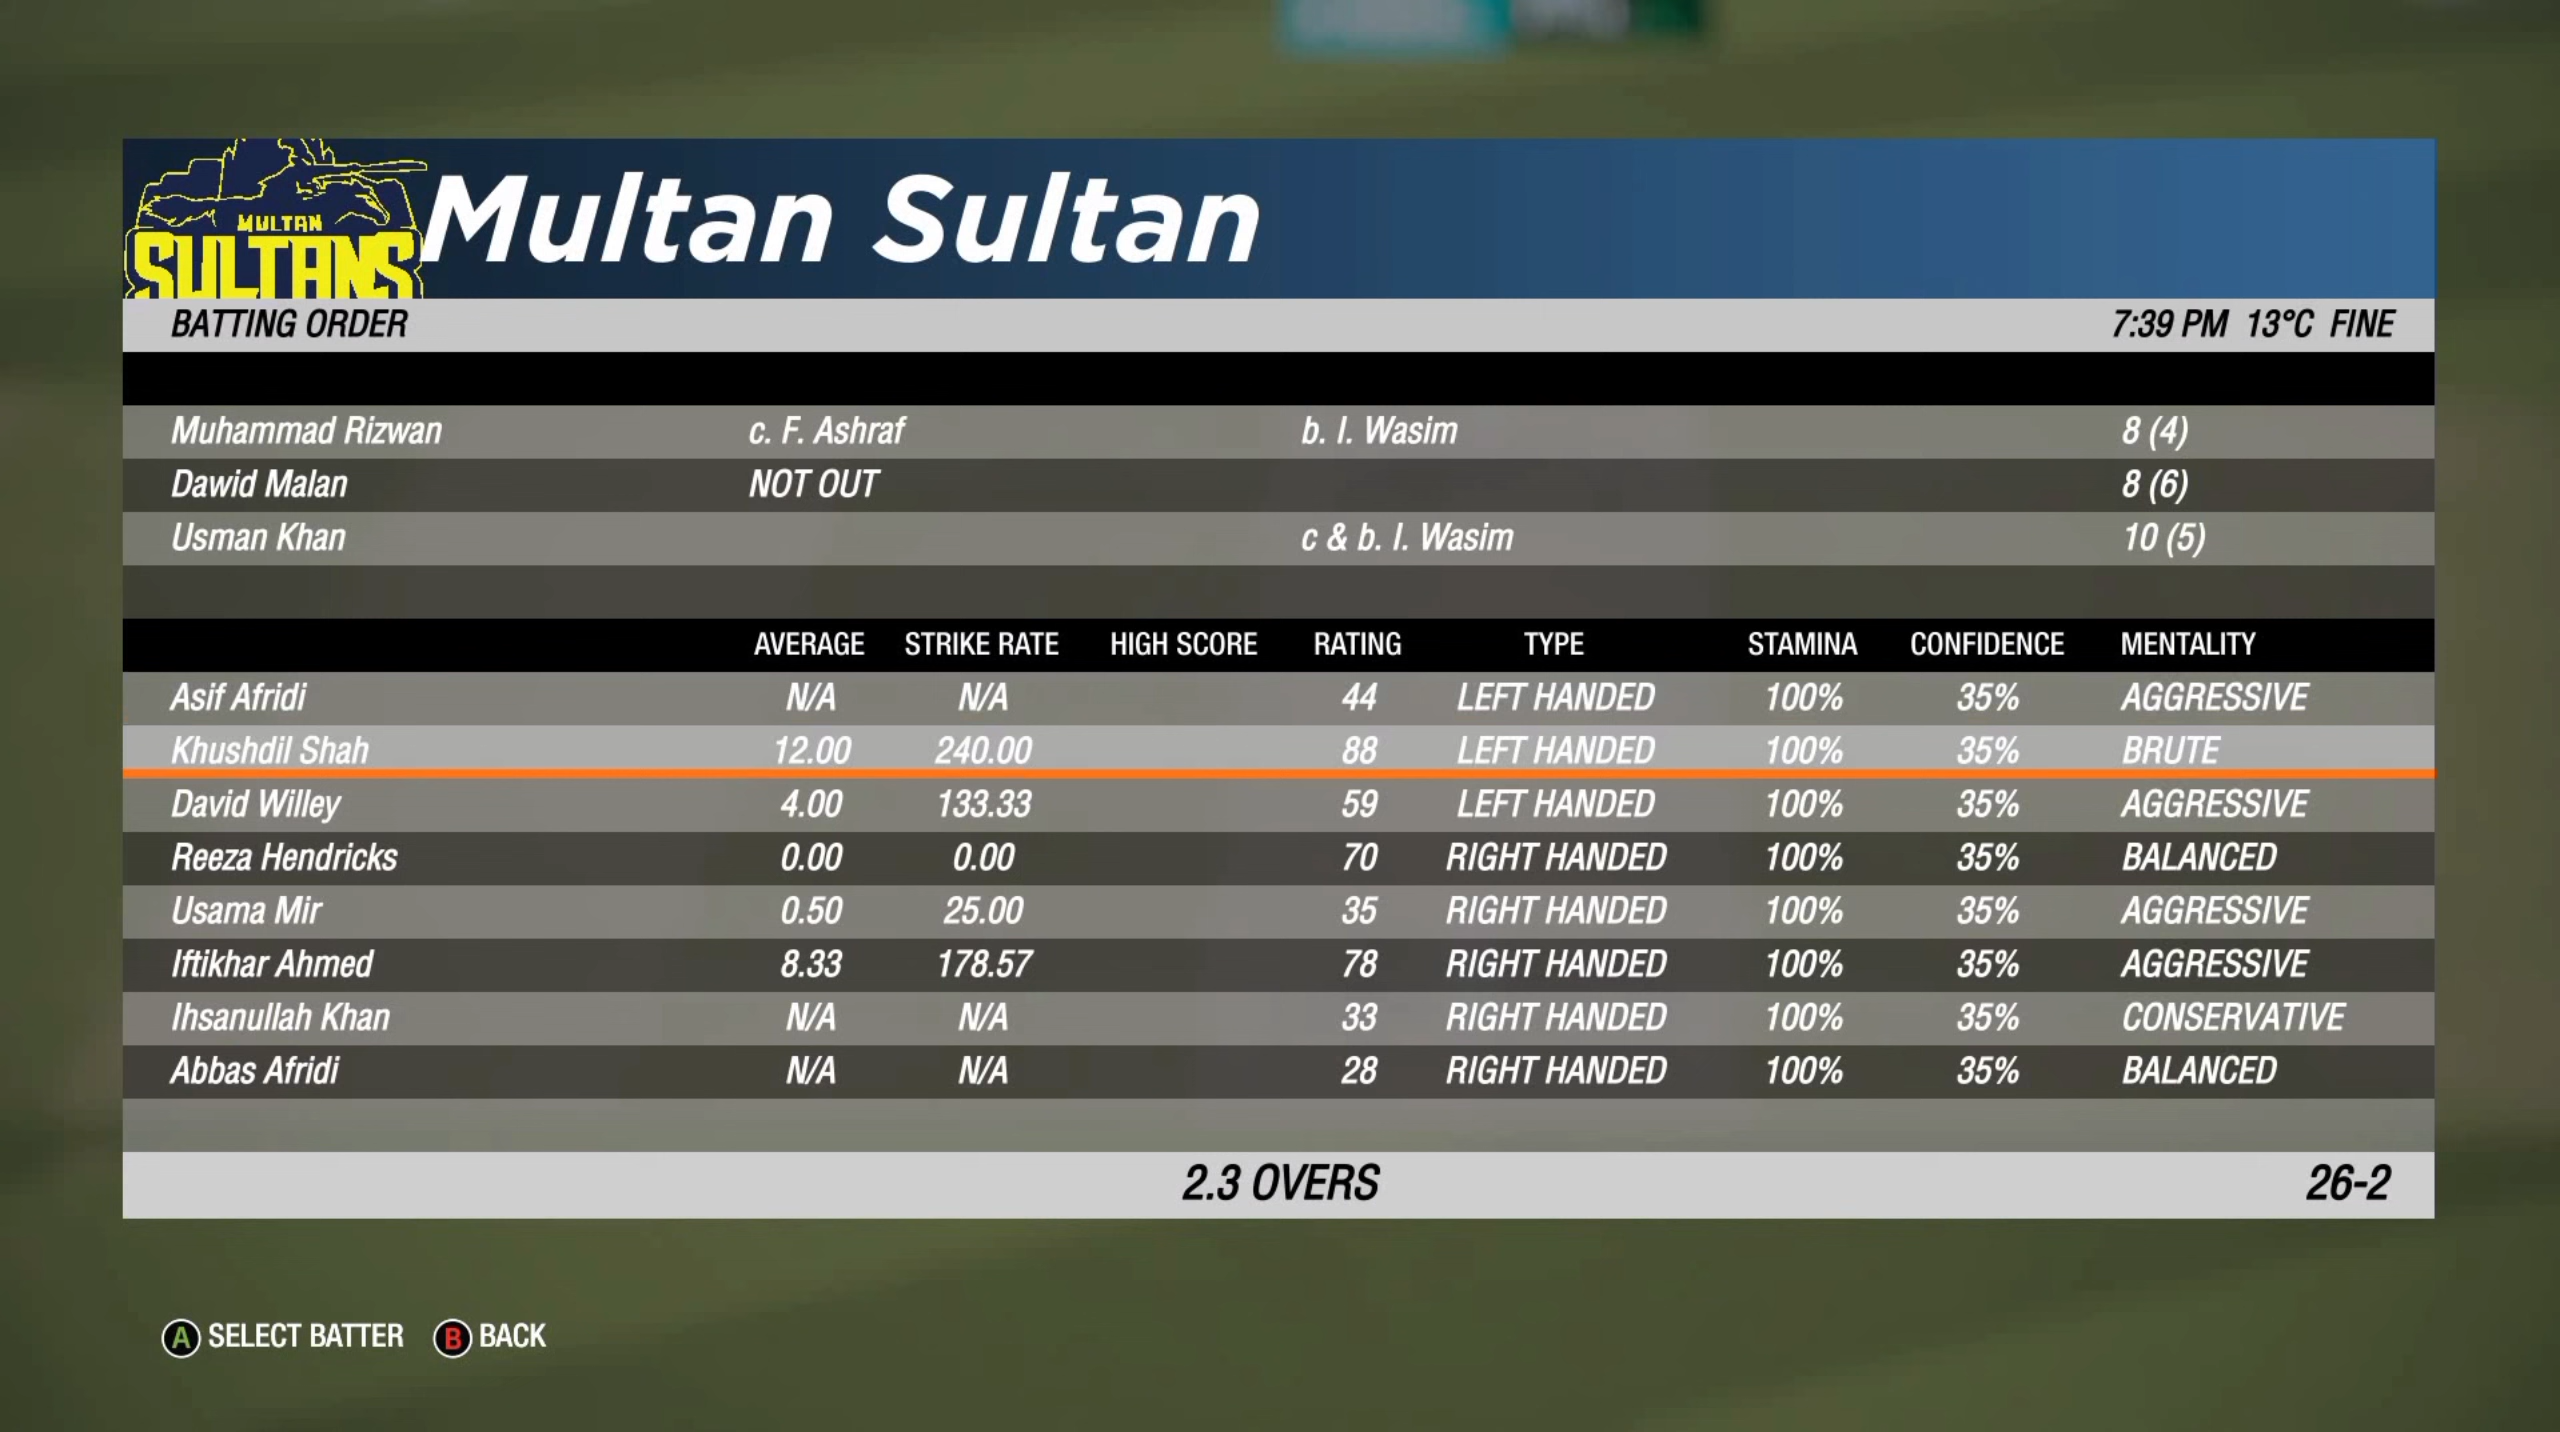 MULTAN
SULTANS
Multan Sultan
BATTING ORDER 7:39 PM 13°C FINE
Muhammad Rizwan c. F. Ashraf b. I. Wasim 8 (4)
Dawid Malan NOT OUT 8 (6)
Usman Khan c & b. I. Wasim 10 (5)
AVERAGE STRIKE RATE HIGH SCORE RATING TYPE STAMINA CONFIDENCE MENTALITY
Asif Afridi N/A N/A 44 LEFT HANDED 100% 35% AGGRESSIVE
Khushdil Shah 12.00 240.00 88 LEFT HANDED 100% 35% BRUTE
David Willey 4.00 133.33 59 LEFT HANDED 100% 35% AGGRESSIVE
Reeza Hendricks 0.00 0.00 70 RIGHT HANDED 100% 35% BALANCED
Usama Mir 0.50 25.00 35 RIGHT HANDED 100% 35% AGGRESSIVE
Iftikhar Ahmed 8.33 178.57 78 RIGHT HANDED 100% 35% AGGRESSIVE
Ihsanullah Khan N/A N/A 33 RIGHT HANDED 100% 35% CONSERVATIVE
Abbas Afridi N/A N/A 28 RIGHT HANDED 100% 35% BALANCED
2.3 OVERS 26-2
A SELECT BATTER B BACK